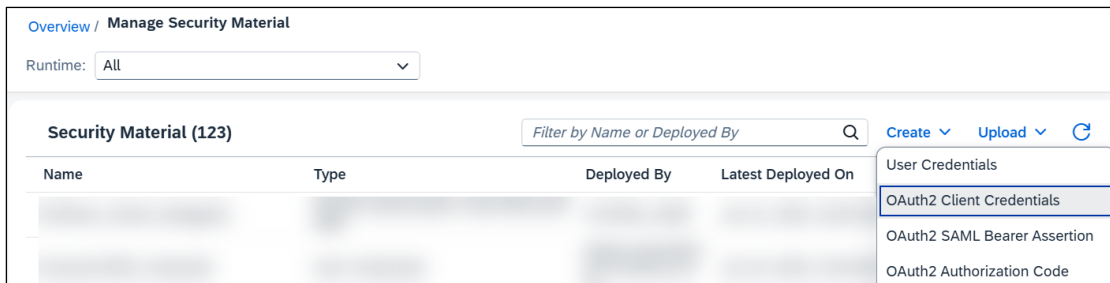 Overview / Manage Security Material
Runtime: All
Security Material (123) Filter by Name or Deployed By Create Upload
Name Type Deployed By Latest Deployed On
User Credentials
OAuth2 Client Credentials
OAuth2 SAML Bearer Assertion
OAuth2 Authorization Code